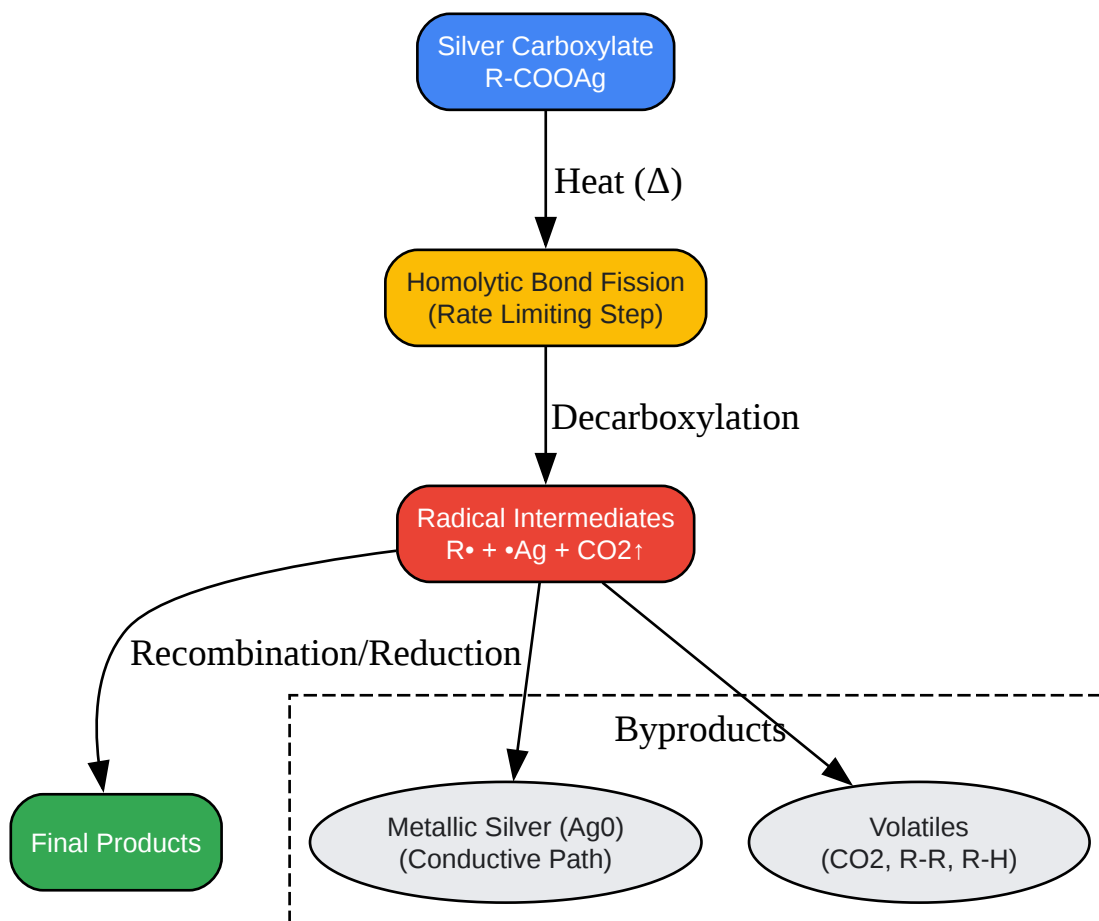 Silver Carboxylate
R-COOAg
Heat (Δ)
Homolytic Bond Fission
(Rate Limiting Step)
Decarboxylation
Radical Intermediates
R• + •Ag + CO2↑
Recombination/Reduction
Byproducts
Final Products
Metallic Silver (Ag0)
(Conductive Path)
Volatiles
(CO2, R-R, R-H)